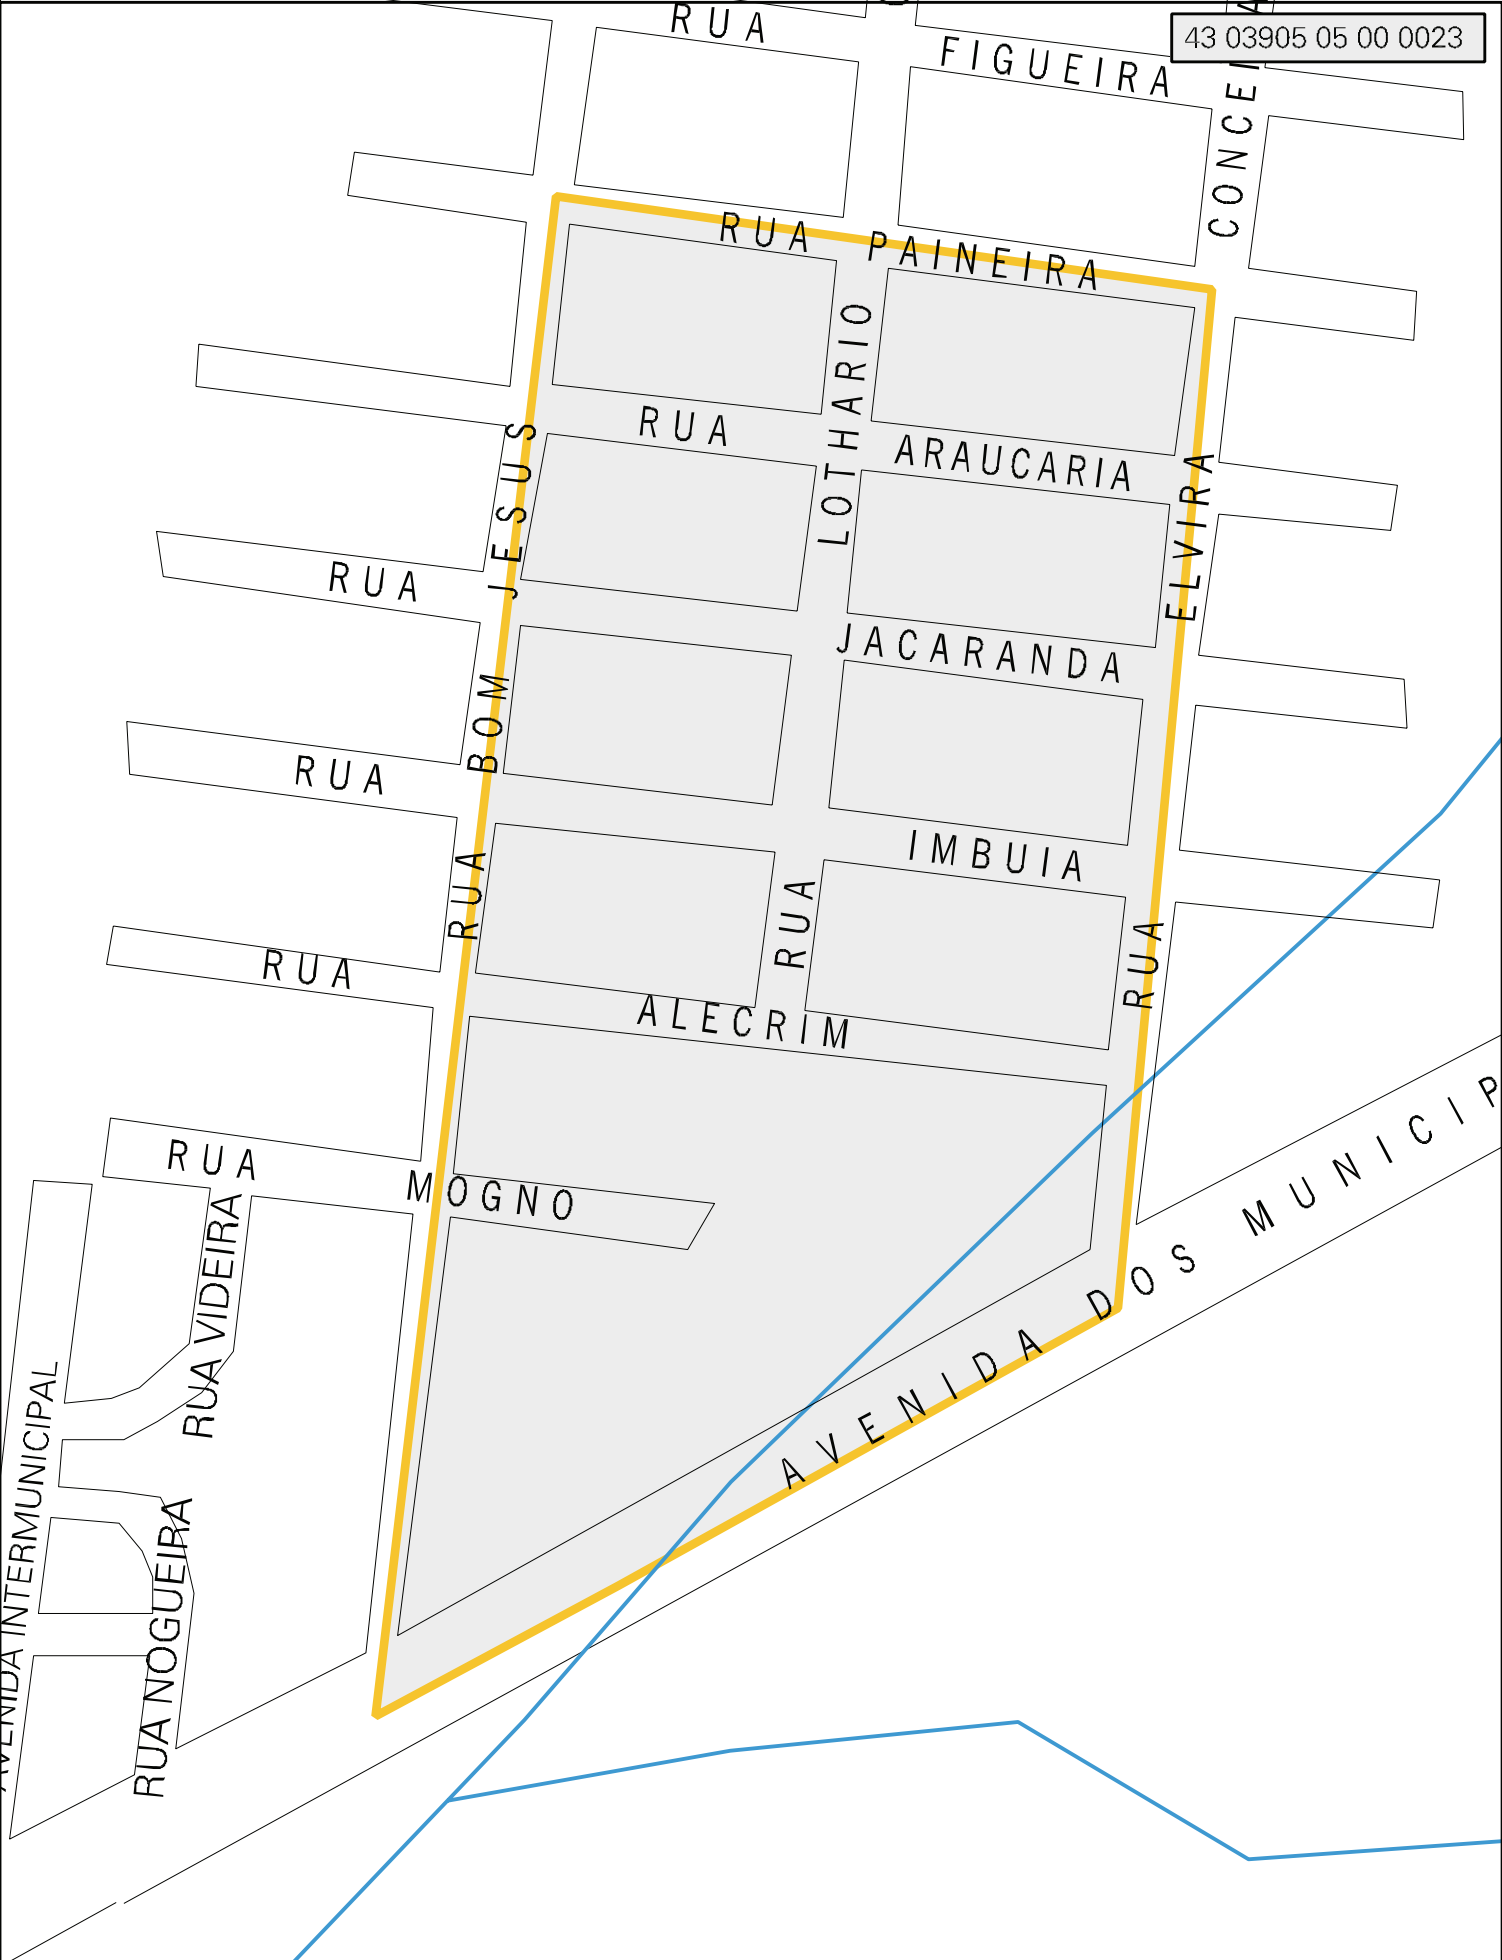 RUA FIGUEIRA
43 03905 05 00 0023
RUA PAINEIRA
RUA ARAUCARIA
RUA JACARANDA
RUA IMBUIA
RUA ALECRIM
RUA MOGNO
RUA BOM JESUS
RUA LOTHARIO
RUA ELVIRA
RUA VIDEIRA
RUA NOGUEIRA
AVENIDA INTERMUNICIPAL
AVENIDA DOS MUNICIP